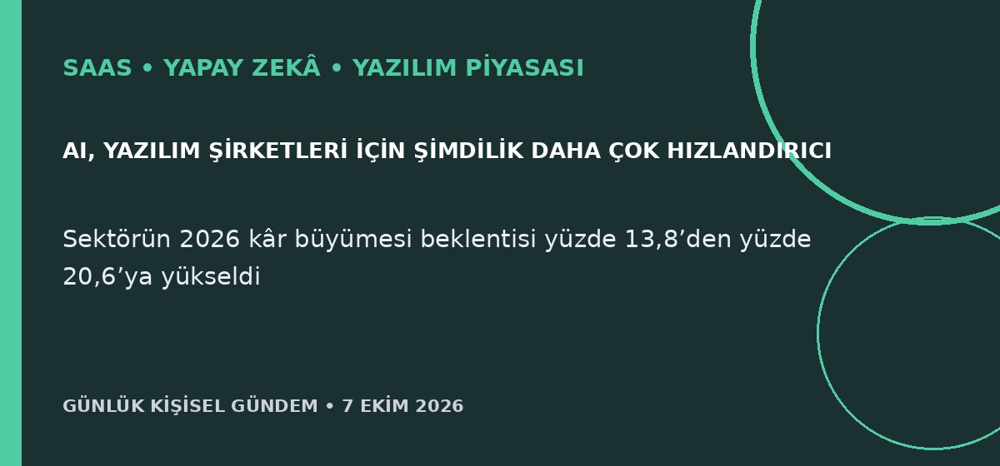 SAAS • YAPAY ZEKÂ • YAZILIM PİYASASI
AI, YAZILIM ŞİRKETLERİ İÇİN ŞİMDİLİK DAHA ÇOK HIZLANDIRICI
Sektörün 2026 kâr büyümesi beklentisi yüzde 13,8’den yüzde
20,6’ya yükseldi
GÜNLÜK KİŞİSEL GÜNDEM • 7 EKİM 2026